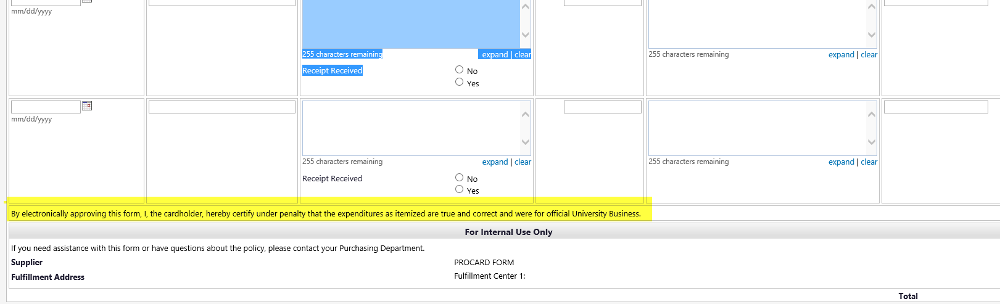 mm/dd/yyyy
255 characters remaining expand | clear 255 characters remaining expand | clear
Receipt Received No
Yes
mm/dd/yyyy
255 characters remaining expand | clear 255 characters remaining expand | clear
Receipt Received No
Yes
By electronically approving this form, I, the cardholder, hereby certify under penalty that the expenditures as itemized are true and correct and were for official University Business.
For Internal Use Only
If you need assistance with this form or have questions about the policy, please contact your Purchasing Department.
Supplier PROCARD FORM
Fulfillment Address Fulfillment Center 1:
Total